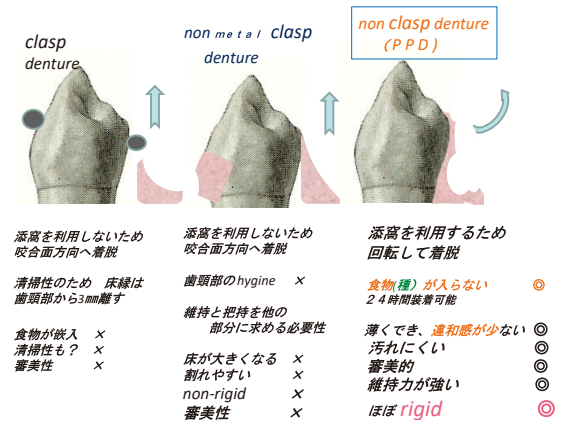 clasp
denture
non metal clasp
denture
non clasp denture
(ＰＰＤ)
添窩を利用しないため
咬合面方向へ着脱
清掃性のため 床縁は
歯頸部から3㎜離す
食物が嵌入 ×
清掃性も？ ×
審美性 ×
添窩を利用しないため
咬合面方向へ着脱
歯頸部のhygine ×
維持と把持を他の
部分に求める必要性
床が大きくなる ×
割れやすい ×
non-rigid ×
審美性 ×
添窩を利用するため
回転して着脱
食物(種）が入らない ◎
２４時間装着可能
薄くでき、違和感が少ない ◎
汚れにくい ◎
審美的 ◎
維持力が強い ◎
ほぼ rigid ◎